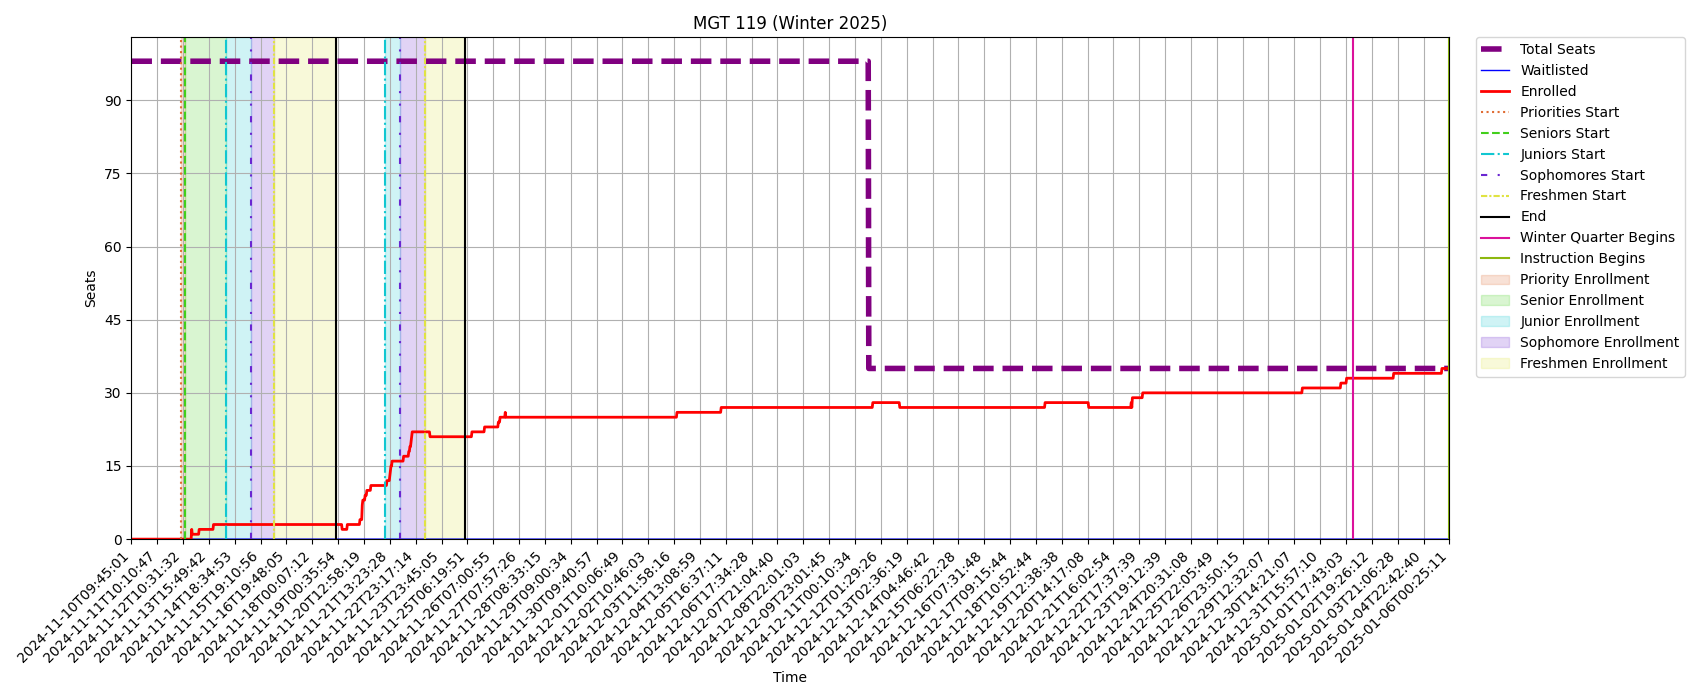 MGT 119 (Winter 2025)
Total Seats
Waitlisted
Enrolled
Priorities Start
Seniors Start
Juniors Start
Sophomores Start
Freshmen Start
End
Winter Quarter Begins
Instruction Begins
Priority Enrollment
Senior Enrollment
Junior Enrollment
Sophomore Enrollment
Freshmen Enrollment
Seats
90
75
60
45
30
15
0
2024-11-10T09:45:01
2024-11-11T10:10:47
2024-11-12T10:31:32
2024-11-13T15:49:42
2024-11-14T18:34:53
2024-11-15T19:10:56
2024-11-16T19:48:05
2024-11-18T00:07:12
2024-11-19T00:35:54
2024-11-20T12:58:19
2024-11-21T23:23:28
2024-11-22T23:17:14
2024-11-23T23:45:05
2024-11-25T06:19:51
2024-11-26T07:00:55
2024-11-27T07:57:26
2024-11-28T08:33:15
2024-11-29T09:00:34
2024-11-30T09:40:57
2024-12-01T10:06:49
2024-12-02T10:46:03
2024-12-03T11:58:16
2024-12-04T13:08:59
2024-12-05T16:37:11
2024-12-06T17:34:28
2024-12-07T21:04:40
2024-12-08T22:01:03
2024-12-09T23:01:45
2024-12-11T00:10:34
2024-12-12T01:29:26
2024-12-13T02:36:19
2024-12-14T04:46:42
2024-12-15T06:22:28
2024-12-16T07:31:48
2024-12-17T09:15:44
2024-12-18T10:52:44
2024-12-19T12:38:38
2024-12-20T14:17:08
2024-12-21T16:02:54
2024-12-22T17:37:39
2024-12-23T19:12:39
2024-12-24T20:31:08
2024-12-25T22:05:49
2024-12-26T23:50:15
2024-12-29T12:32:07
2024-12-30T14:21:07
2024-12-31T15:57:10
2025-01-01T17:43:03
2025-01-02T19:26:12
2025-01-03T21:06:28
2025-01-04T22:42:40
2025-01-06T00:25:11
Time